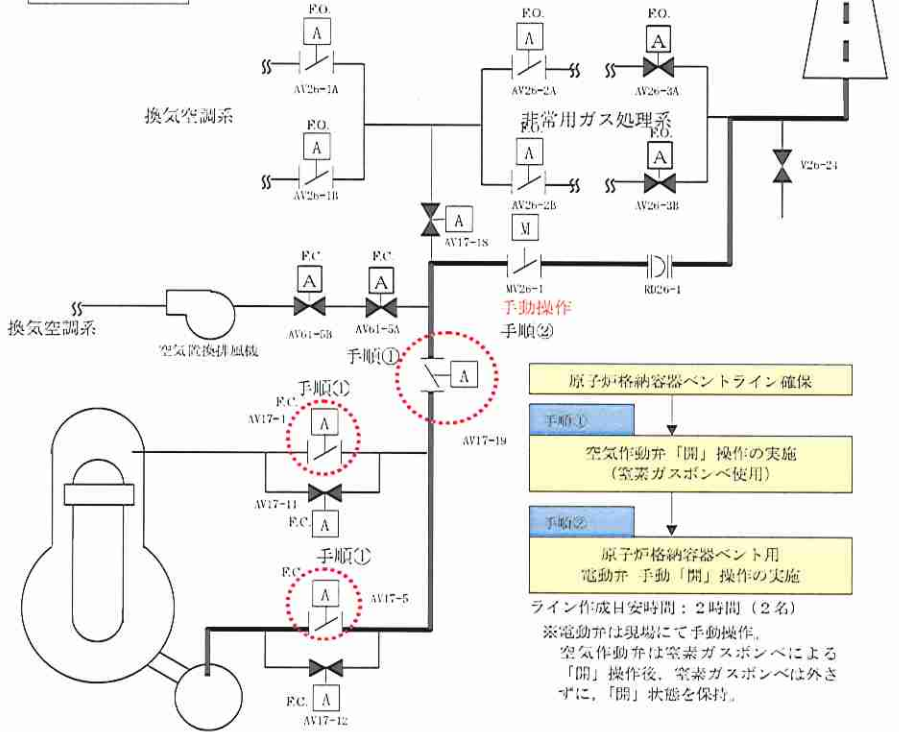 F.O.
A
AV26-1A
F.O.
A
AV26-2A
F.O.
A
AV26-3A
換気空調系
非常用ガス処理系
F.O.
A
AV26-1B
F.O.
A
AV26-2B
F.O.
A
AV26-3B
V26-24
A
AV17-18
M
MV26-1
手動操作
手順②
RD26-1
F.C.
A
AV61-5B
F.C.
A
AV61-5A
換気空調系
空気置換排風機
手順①
A
AV17-19
手順①
F.C.
AV17-1
A
AV17-11
F.C.
A
手順①
F.C.
A
AV17-5
F.C.
A
AV17-12
原子炉格納容器ベントライン確保
手順①
空気作動弁「開」操作の実施
(窒素ガスボンベ使用)
手順②
原子炉格納容器ベント用
電動弁 手動「開」操作の実施
ライン作成目安時間:2時間(2名)
※電動弁は現場にて手動操作。
空気作動弁は窒素ガスボンベによる
「開」操作後、窒素ガスボンベは外さ
ずに、「開」状態を保持。